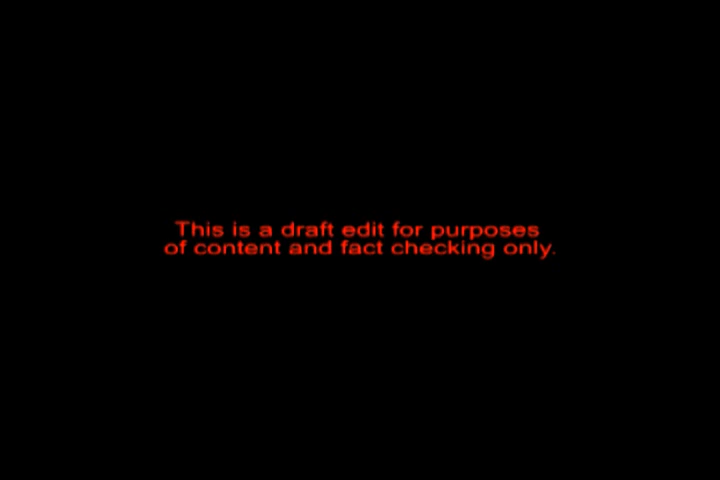 This is a draft edit for purposes
of content and fact checking only.